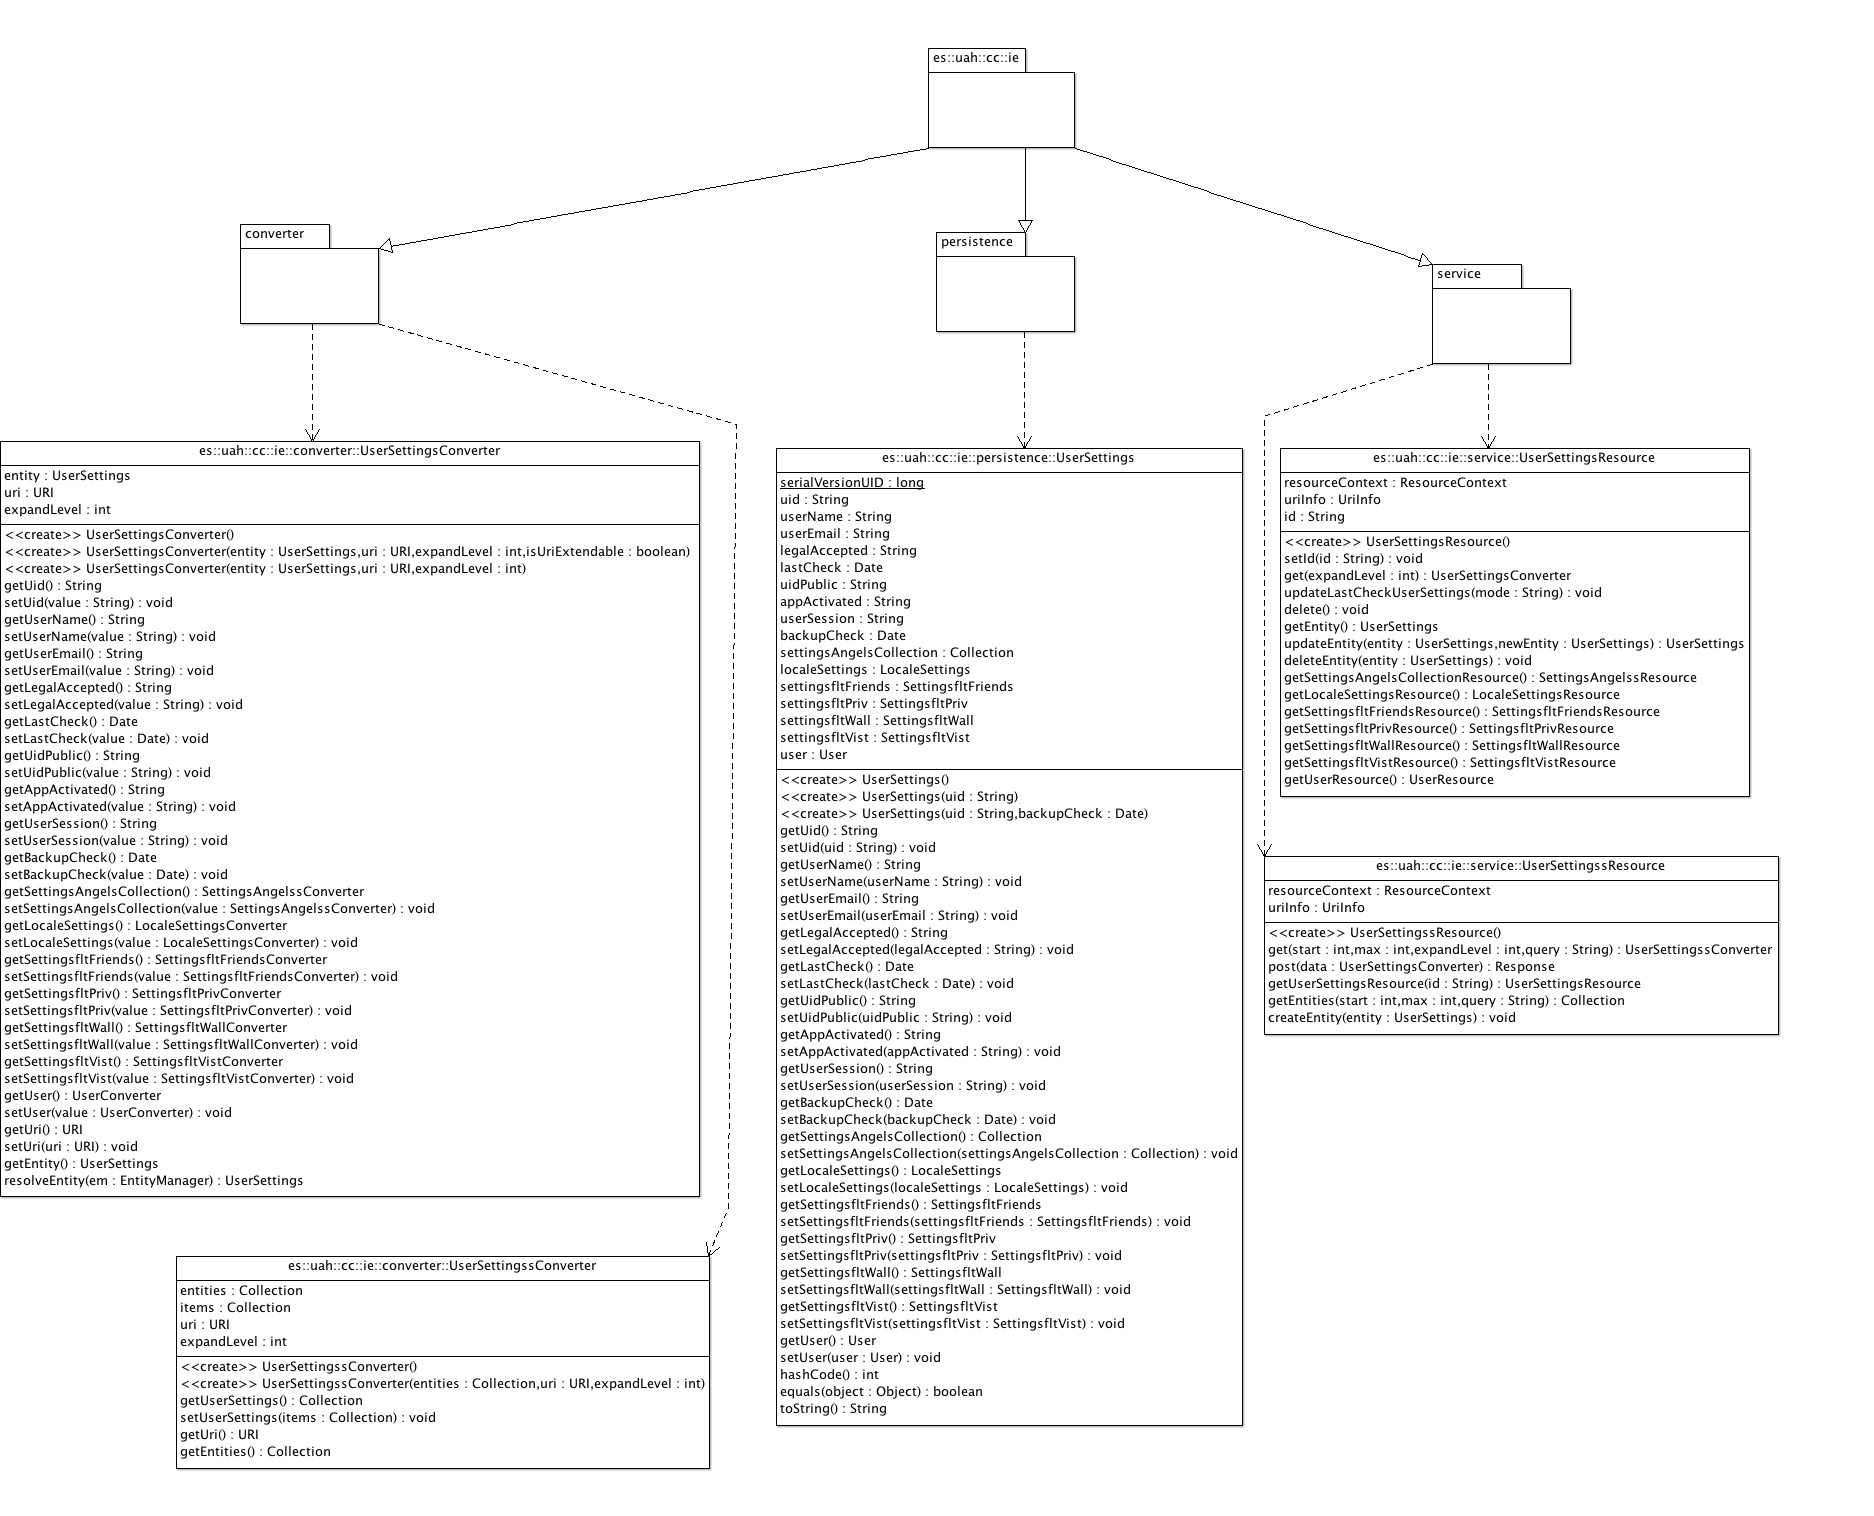 es::uah::cc::ie
converter
persistence
service
es::uah::cc::ie::converter::UserSettingsConverter
entity : UserSettings
uri : URI
expandLevel : int
<<create>> UserSettingsConverter()
<<create>> UserSettingsConverter(entity : UserSettings,uri : URI,expandLevel : int,isUriExtendable : boolean)
<<create>> UserSettingsConverter(entity : UserSettings,uri : URI,expandLevel : int)
getUid() : String
setUid(value : String) : void
getUserName() : String
setUserName(value : String) : void
getUserEmail() : String
setUserEmail(value : String) : void
getLegalAccepted() : String
setLegalAccepted(value : String) : void
getLastCheck() : Date
setLastCheck(value : Date) : void
getUidPublic() : String
setUidPublic(value : String) : void
getAppActivated() : String
setAppActivated(value : String) : void
getUserSession() : String
setUserSession(value : String) : void
getBackupCheck() : Date
setBackupCheck(value : Date) : void
getSettingsAngelsCollection() : SettingsAngelssConverter
setSettingsAngelsCollection(value : SettingsAngelssConverter) : void
getLocaleSettings() : LocaleSettingsConverter
setLocaleSettings(value : LocaleSettingsConverter) : void
getSettingsfltFriends() : SettingsfltFriendsConverter
setSettingsfltFriends(value : SettingsfltFriendsConverter) : void
getSettingsfltPriv() : SettingsfltPrivConverter
setSettingsfltPriv(value : SettingsfltPrivConverter) : void
getSettingsfltWall() : SettingsfltWallConverter
setSettingsfltWall(value : SettingsfltWallConverter) : void
getSettingsfltVist() : SettingsfltVistConverter
setSettingsfltVist(value : SettingsfltVistConverter) : void
getUser() : UserConverter
setUser(value : UserConverter) : void
getUri() : URI
setUri(uri : URI) : void
getEntity() : UserSettings
resolveEntity(em : EntityManager) : UserSettings
es::uah::cc::ie::converter::UserSettingssConverter
entities : Collection
items : Collection
uri : URI
expandLevel : int
<<create>> UserSettingssConverter()
<<create>> UserSettingssConverter(entities : Collection,uri : URI,expandLevel : int)
getUserSettings() : Collection
setUserSettings(items : Collection) : void
getUri() : URI
getEntities() : Collection
es::uah::cc::ie::persistence::UserSettings
serialVersionUID : long
uid : String
userName : String
userEmail : String
legalAccepted : String
lastCheck : Date
uidPublic : String
appActivated : String
userSession : String
backupCheck : Date
settingsAngelsCollection : Collection
localeSettings : LocaleSettings
settingsfltFriends : SettingsfltFriends
settingsfltPriv : SettingsfltPriv
settingsfltWall : SettingsfltWall
settingsfltVist : SettingsfltVist
user : User
<<create>> UserSettings()
<<create>> UserSettings(uid : String)
<<create>> UserSettings(uid : String,backupCheck : Date)
getUid() : String
setUid(uid : String) : void
getUserName() : String
setUserName(userName : String) : void
getUserEmail() : String
setUserEmail(userEmail : String) : void
getLegalAccepted() : String
setLegalAccepted(legalAccepted : String) : void
getLastCheck() : Date
setLastCheck(lastCheck : Date) : void
getUidPublic() : String
setUidPublic(uidPublic : String) : void
getAppActivated() : String
setAppActivated(appActivated : String) : void
getUserSession() : String
setUserSession(userSession : String) : void
getBackupCheck() : Date
setBackupCheck(backupCheck : Date) : void
getSettingsAngelsCollection() : Collection
setSettingsAngelsCollection(settingsAngelsCollection : Collection) : void
getLocaleSettings() : LocaleSettings
setLocaleSettings(localeSettings : LocaleSettings) : void
getSettingsfltFriends() : SettingsfltFriends
setSettingsfltFriends(settingsfltFriends : SettingsfltFriends) : void
getSettingsfltPriv() : SettingsfltPriv
setSettingsfltPriv(settingsfltPriv : SettingsfltPriv) : void
getSettingsfltWall() : SettingsfltWall
setSettingsfltWall(settingsfltWall : SettingsfltWall) : void
getSettingsfltVist() : SettingsfltVist
setSettingsfltVist(settingsfltVist : SettingsfltVist) : void
getUser() : User
setUser(user : User) : void
hashCode() : int
equals(object : Object) : boolean
toString() : String
es::uah::cc::ie::service::UserSettingsResource
resourceContext : ResourceContext
uriInfo : UriInfo
id : String
<<create>> UserSettingsResource()
setId(id : String) : void
get(expandLevel : int) : UserSettingsConverter
updateLastCheckUserSettings(mode : String) : void
delete() : void
getEntity() : UserSettings
updateEntity(entity : UserSettings,newEntity : UserSettings) : UserSettings
deleteEntity(entity : UserSettings) : void
getSettingsAngelsCollectionResource() : SettingsAngelssResource
getLocaleSettingsResource() : LocaleSettingsResource
getSettingsfltFriendsResource() : SettingsfltFriendsResource
getSettingsfltPrivResource() : SettingsfltPrivResource
getSettingsfltWallResource() : SettingsfltWallResource
getSettingsfltVistResource() : SettingsfltVistResource
getUserResource() : UserResource
es::uah::cc::ie::service::UserSettingssResource
resourceContext : ResourceContext
uriInfo : UriInfo
<<create>> UserSettingssResource()
get(start : int,max : int,expandLevel : int,query : String) : UserSettingssConverter
post(data : UserSettingsConverter) : Response
getUserSettingsResource(id : String) : UserSettingsResource
getEntities(start : int,max : int,query : String) : Collection
createEntity(entity : UserSettings) : void